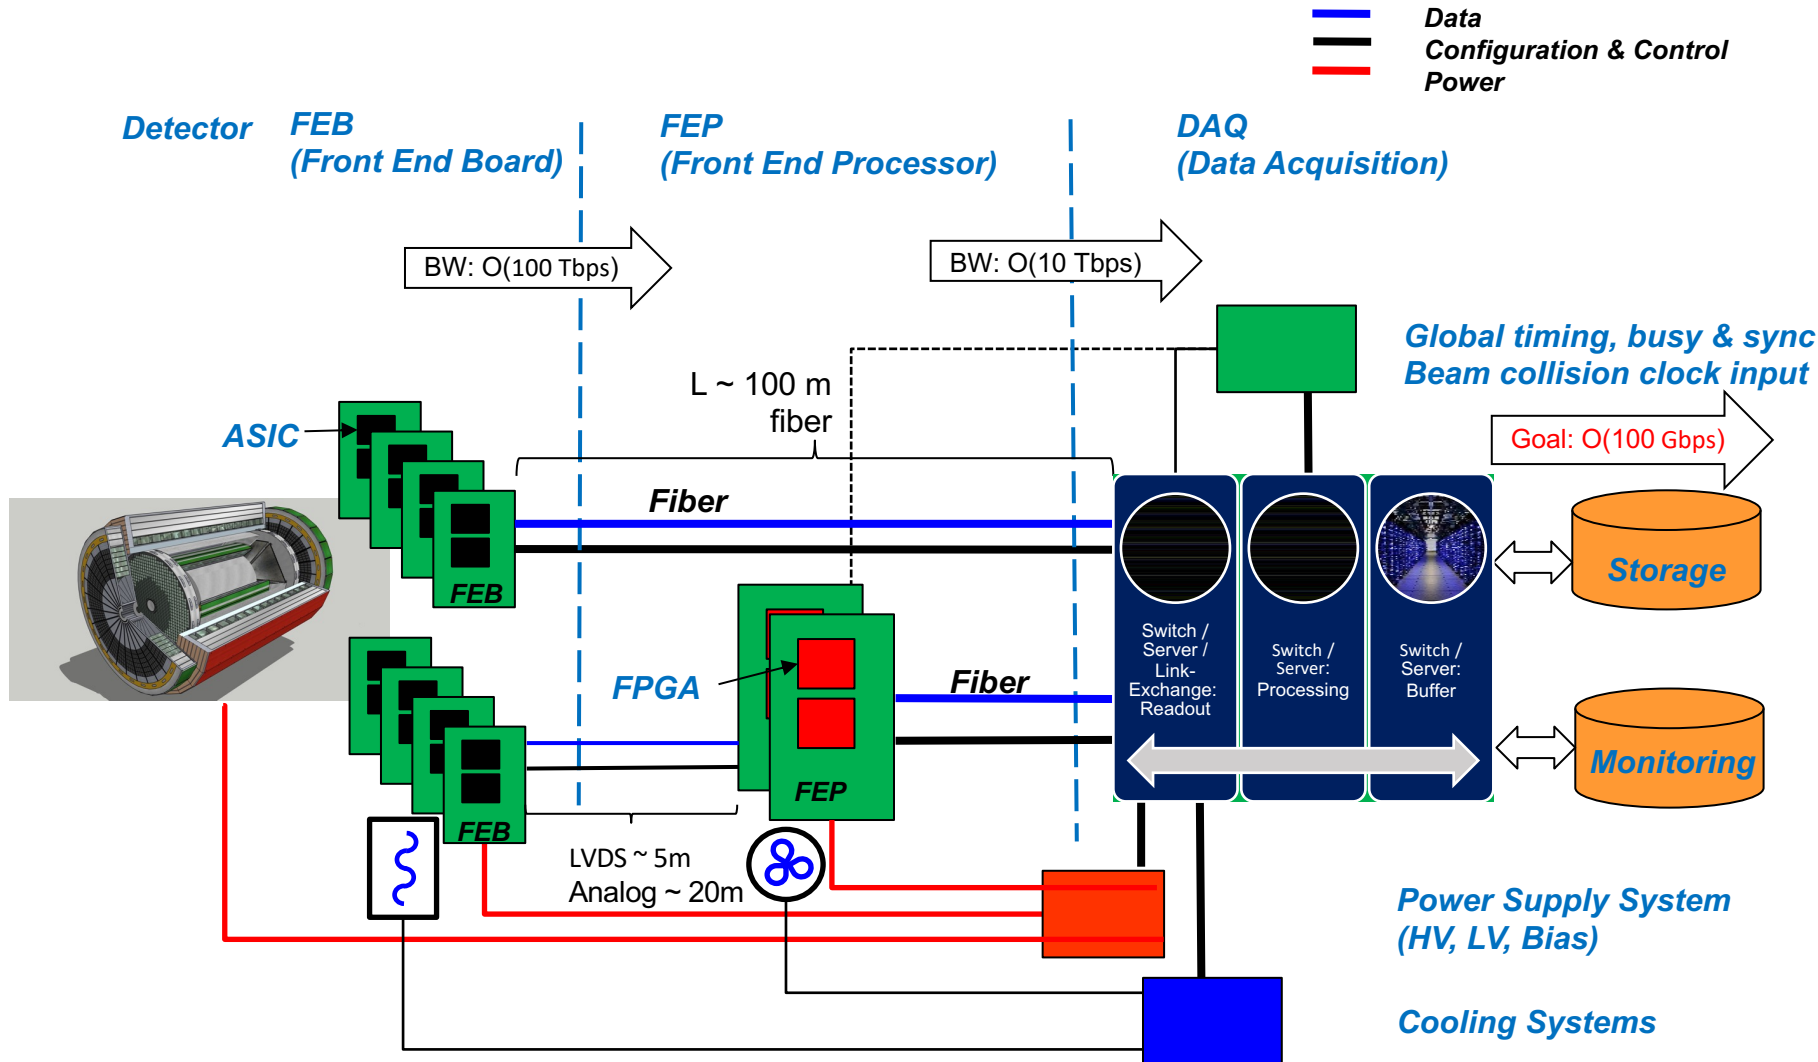 Data
Configuration & Control
Power
Detector
FEB
(Front End Board)
FEP
(Front End Processor)
DAQ
(Data Acquisition)
BW: O(100 Tbps)
BW: O(10 Tbps)
Global timing, busy & sync
Beam collision clock input
L ~ 100 m
fiber
ASIC
Goal: O(100 Gbps)
Fiber
FEB
Storage
Switch /
Server /
Link-
Exchange:
Readout
Switch /
Server:
Processing
Switch /
Server:
Buffer
FPGA
Fiber
FEP
Monitoring
FEB
LVDS ~ 5m
Analog ~ 20m
Power Supply System
(HV, LV, Bias)
Cooling Systems